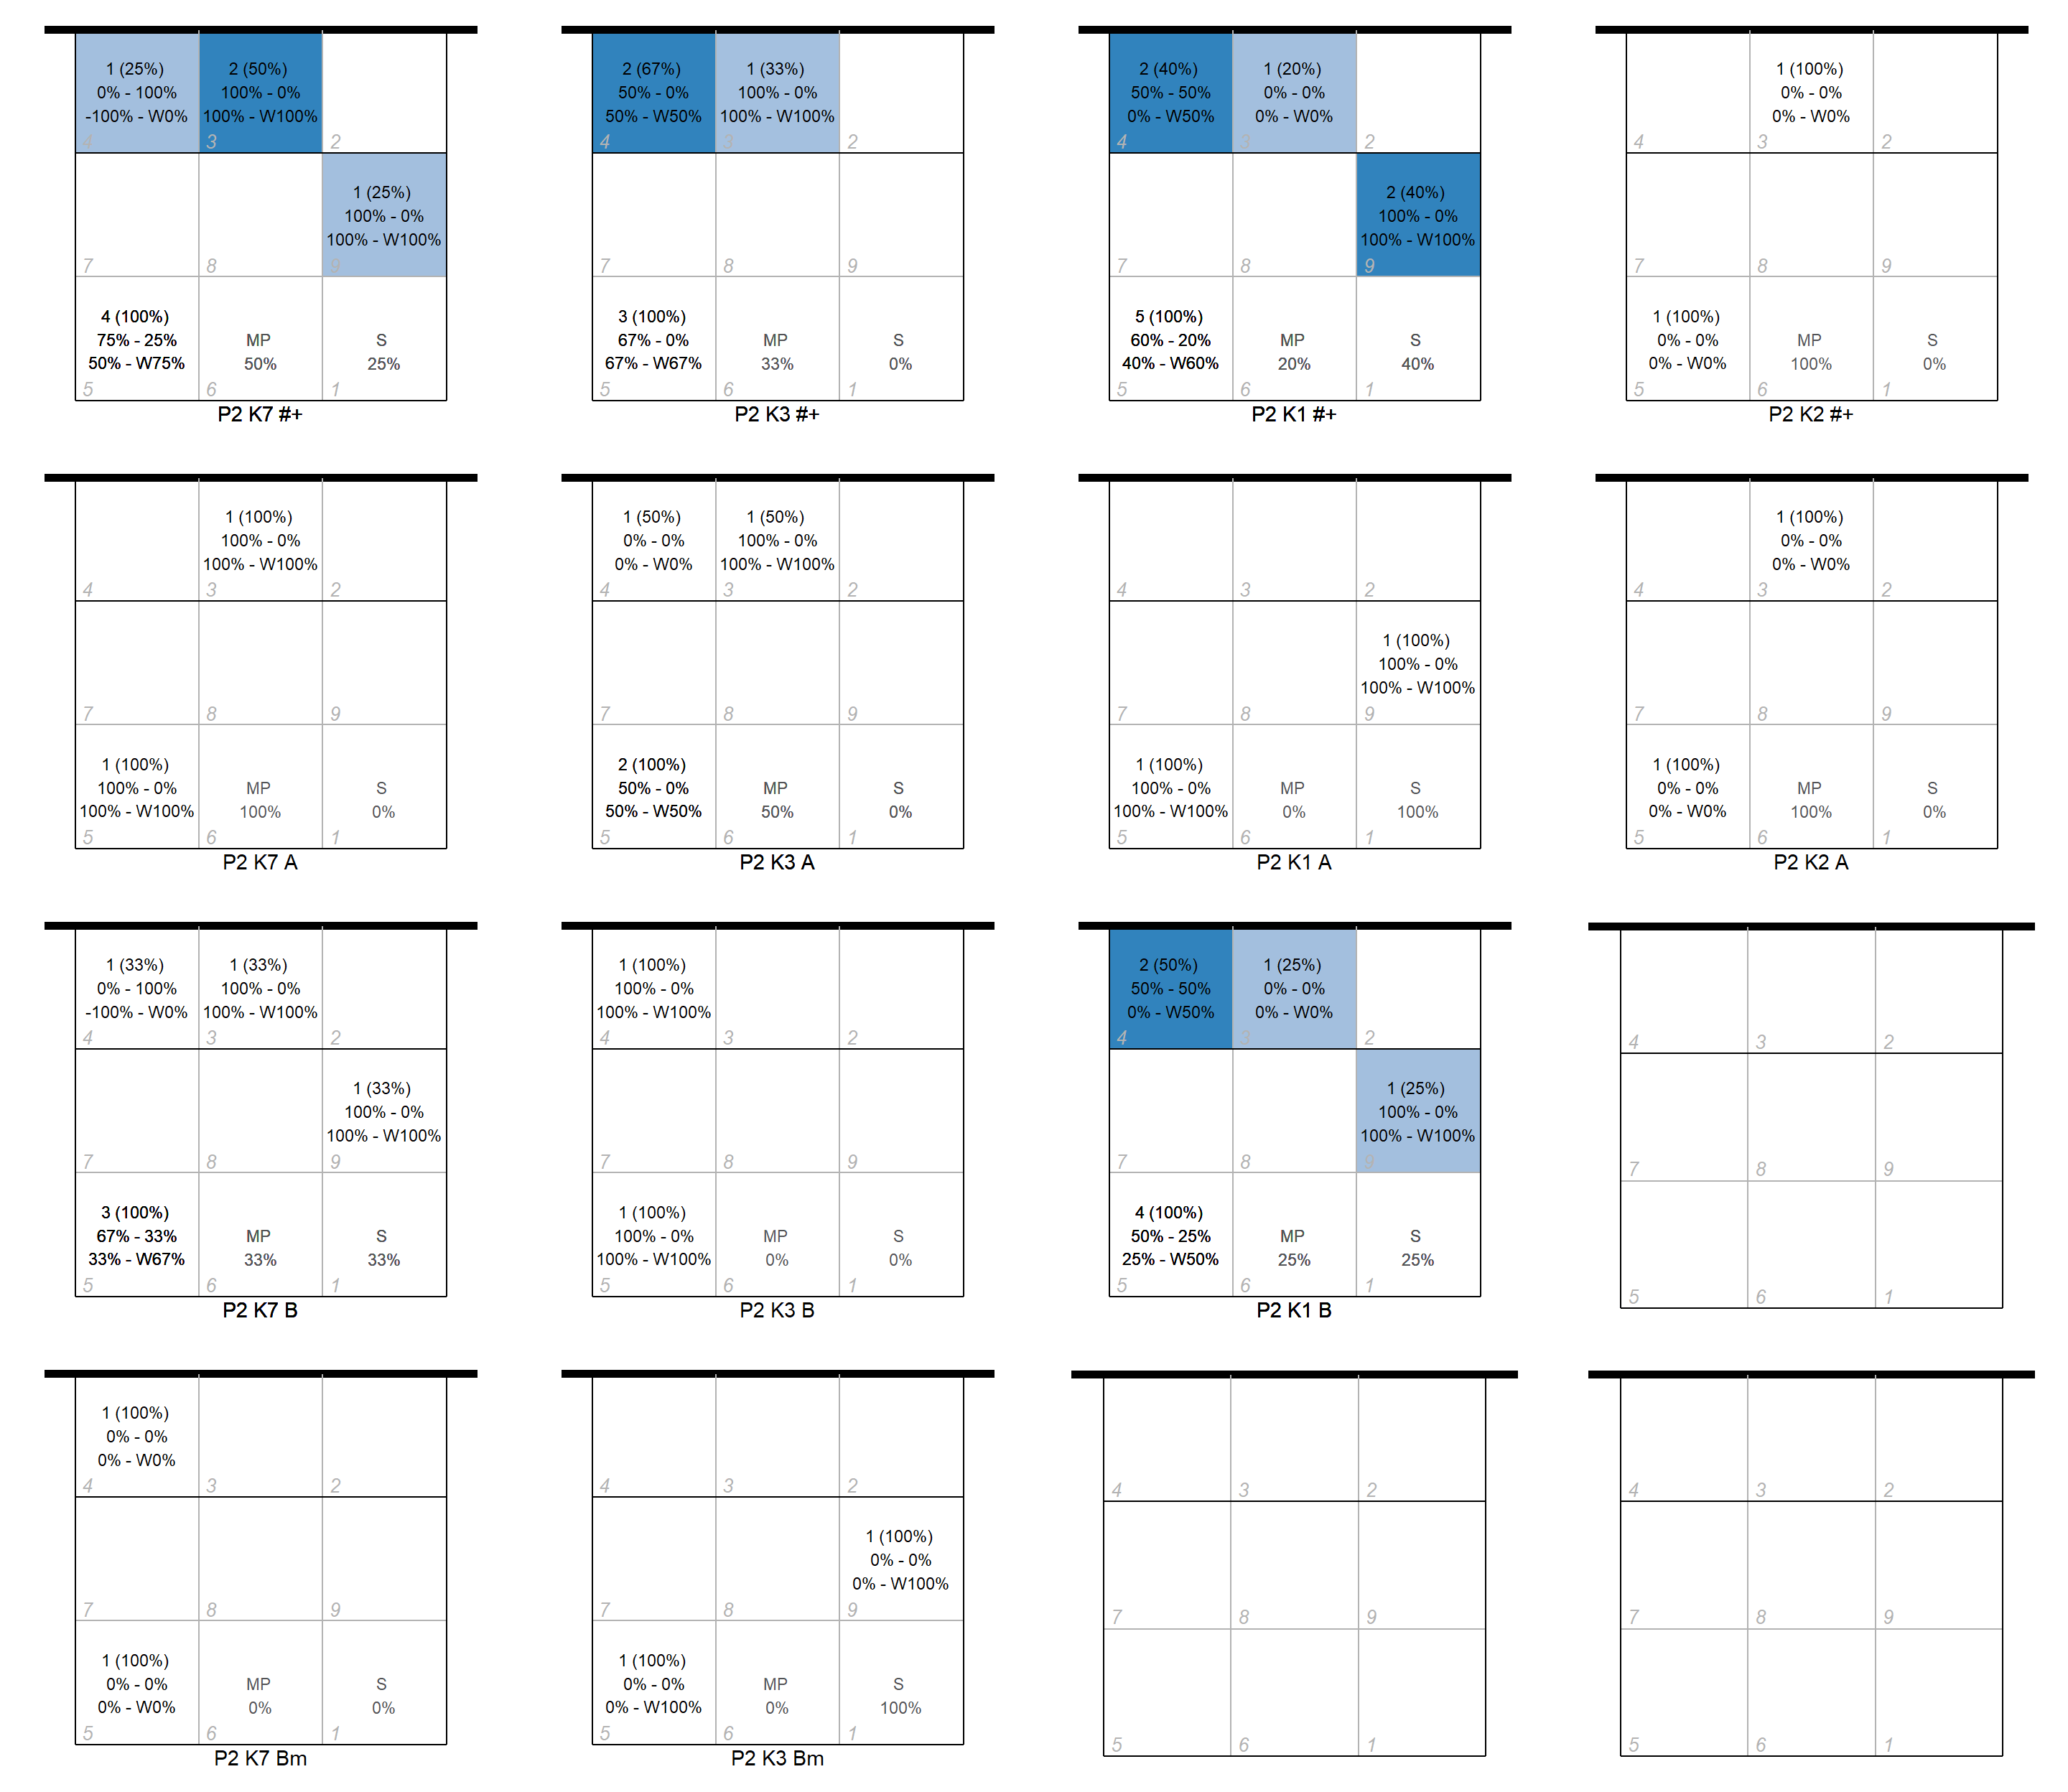 1 (25%)
0% - 100%
-100% - W0%
4
2 (50%)
100% - 0%
100% - W100%
3
2
7
8
1 (25%)
100% - 0%
100% - W100%
9
4 (100%)
75% - 25%
50% - W75%
5
MP
50%
6
S
25%
1
P2 K7 #+
2 (67%)
50% - 0%
50% - W50%
4
1 (33%)
100% - 0%
100% - W100%
3
2
7
8
9
3 (100%)
67% - 0%
67% - W67%
5
MP
33%
6
S
0%
1
P2 K3 #+
2 (40%)
50% - 50%
0% - W50%
4
1 (20%)
0% - 0%
0% - W0%
3
2
7
8
2 (40%)
100% - 0%
100% - W100%
9
5 (100%)
60% - 20%
40% - W60%
5
MP
20%
6
S
40%
1
P2 K1 #+
4
1 (100%)
0% - 0%
0% - W0%
3
2
7
8
9
1 (100%)
0% - 0%
0% - W0%
5
MP
100%
6
S
0%
1
P2 K2 #+
4
1 (100%)
100% - 0%
100% - W100%
3
2
7
8
9
1 (100%)
100% - 0%
100% - W100%
5
MP
100%
6
S
0%
1
P2 K7 A
1 (50%)
0% - 0%
0% - W0%
4
1 (50%)
100% - 0%
100% - W100%
3
2
7
8
9
2 (100%)
50% - 0%
50% - W50%
5
MP
50%
6
S
0%
1
P2 K3 A
4
3
2
7
8
1 (100%)
100% - 0%
100% - W100%
9
1 (100%)
100% - 0%
100% - W100%
5
MP
0%
6
S
100%
1
P2 K1 A
4
1 (100%)
0% - 0%
0% - W0%
3
2
7
8
9
1 (100%)
0% - 0%
0% - W0%
5
MP
100%
6
S
0%
1
P2 K2 A
1 (33%)
0% - 100%
-100% - W0%
4
1 (33%)
100% - 0%
100% - W100%
3
2
7
8
1 (33%)
100% - 0%
100% - W100%
9
3 (100%)
67% - 33%
33% - W67%
5
MP
33%
6
S
33%
1
P2 K7 B
1 (100%)
100% - 0%
100% - W100%
4
3
2
7
8
9
1 (100%)
100% - 0%
100% - W100%
5
MP
0%
6
S
0%
1
P2 K3 B
2 (50%)
50% - 50%
0% - W50%
4
1 (25%)
0% - 0%
0% - W0%
3
2
7
8
1 (25%)
100% - 0%
100% - W100%
9
4 (100%)
50% - 25%
25% - W50%
5
MP
25%
6
S
25%
1
P2 K1 B
4
3
2
7
8
9
5
6
1
1 (100%)
0% - 0%
0% - W0%
4
3
2
7
8
9
1 (100%)
0% - 0%
0% - W0%
5
MP
0%
6
S
0%
1
P2 K7 Bm
4
3
2
7
8
1 (100%)
0% - 0%
0% - W100%
9
1 (100%)
0% - 0%
0% - W100%
5
MP
0%
6
S
100%
1
P2 K3 Bm
4
3
2
7
8
9
5
6
1
4
3
2
7
8
9
5
6
1